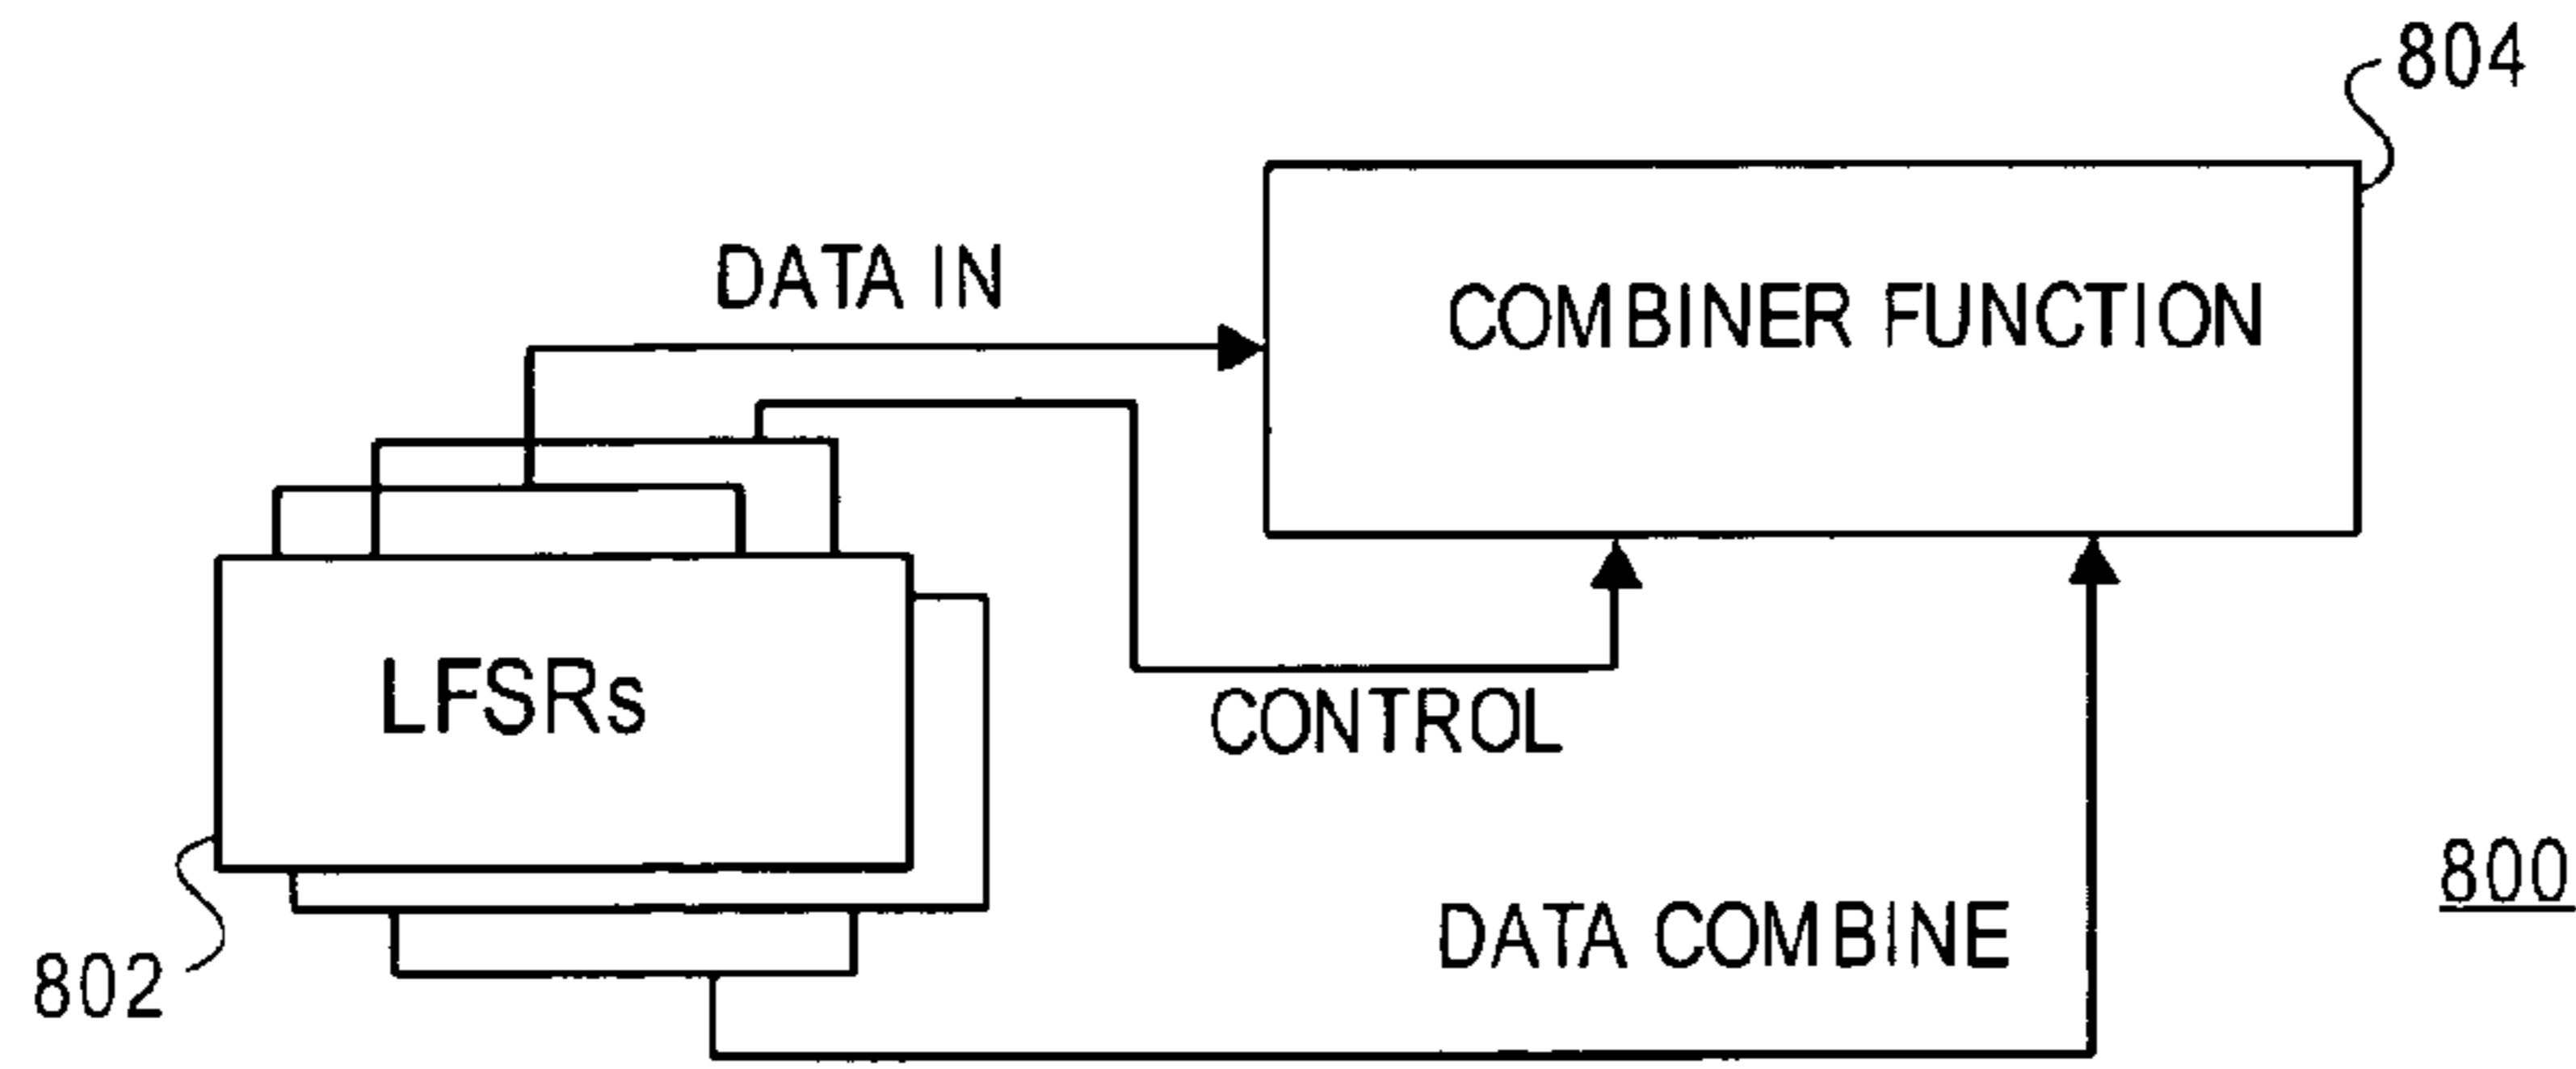 804
DATA IN
COMBINER FUNCTION
LFSRs
CONTROL
800
DATA COMBINE
802